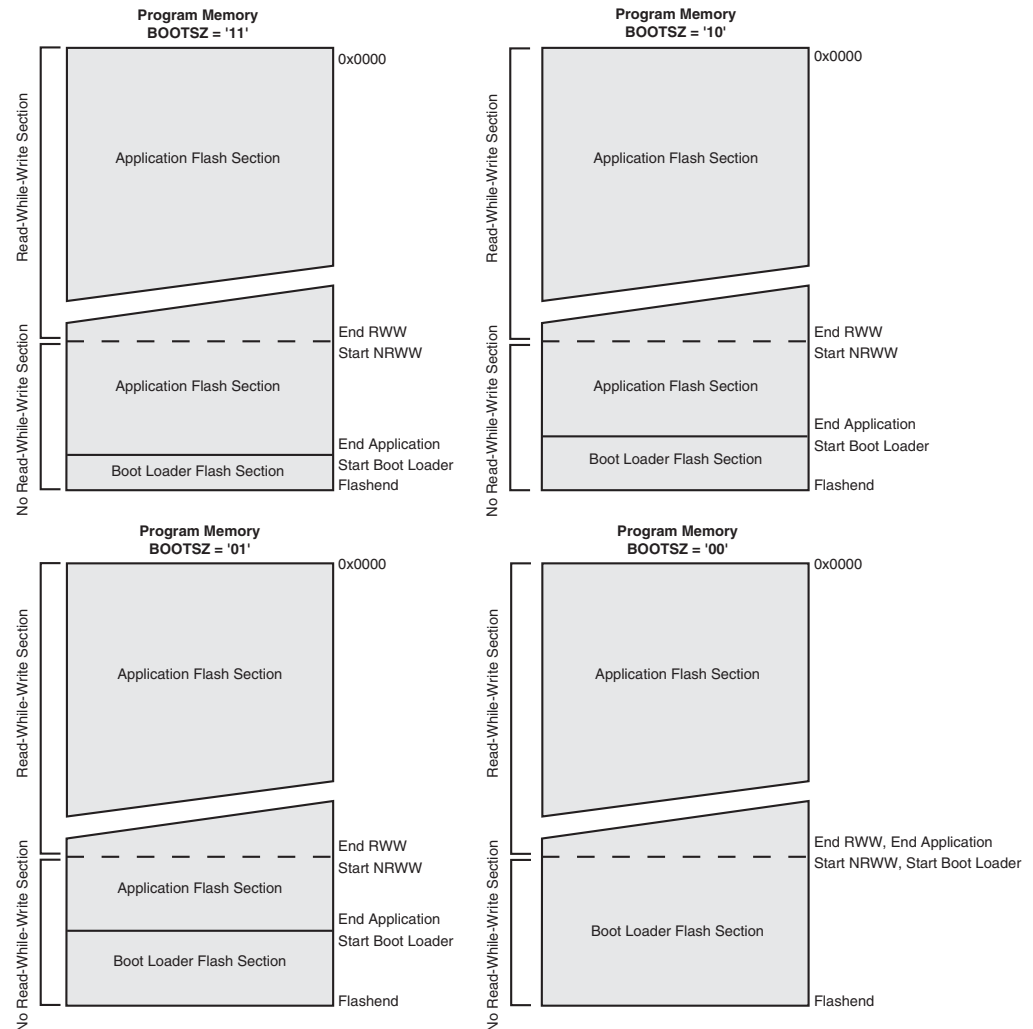 Program Memory
BOOTSZ = '11'
0x0000
Read-While-Write Section
Application Flash Section
End RWW
Start NRWW
No Read-While-Write Section
Application Flash Section
End Application
Start Boot Loader
Boot Loader Flash Section
Flashend
Program Memory
BOOTSZ = '10'
0x0000
Read-While-Write Section
Application Flash Section
End RWW
Start NRWW
No Read-While-Write Section
Application Flash Section
End Application
Start Boot Loader
Boot Loader Flash Section
Flashend
Program Memory
BOOTSZ = '01'
0x0000
Read-While-Write Section
Application Flash Section
End RWW
Start NRWW
No Read-While-Write Section
Application Flash Section
End Application
Start Boot Loader
Boot Loader Flash Section
Flashend
Program Memory
BOOTSZ = '00'
0x0000
Read-While-Write Section
Application Flash Section
End RWW, End Application
Start NRWW, Start Boot Loader
No Read-While-Write Section
Boot Loader Flash Section
Flashend